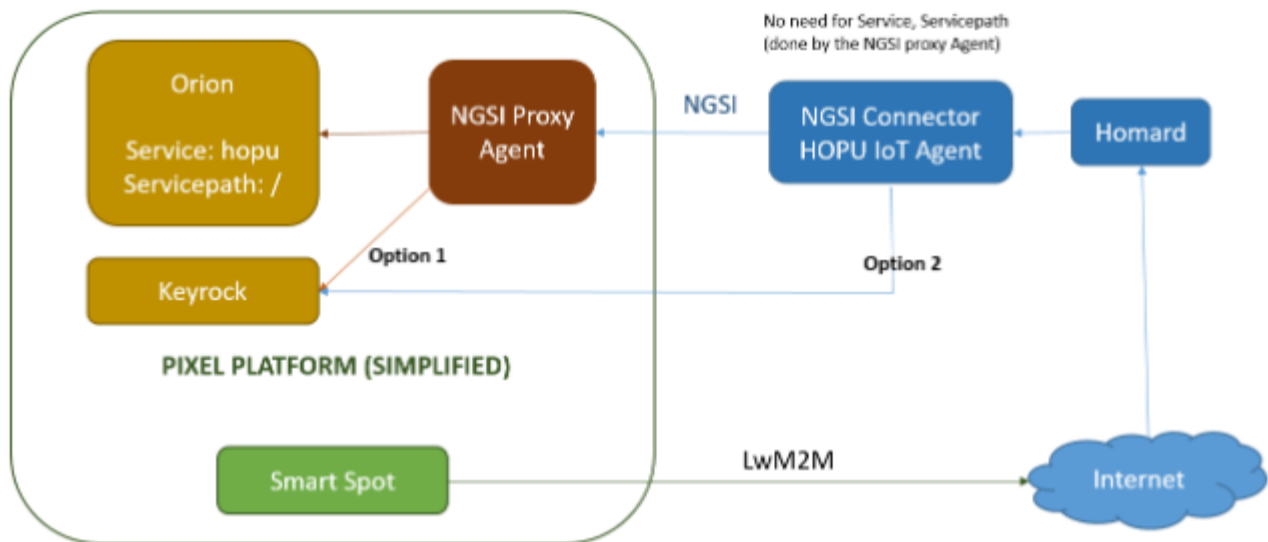 No need for Service, Servicepath
(done by the NGSI proxy Agent)
Orion
Service: hopu
Servicepath: /
NGSI Proxy
Agent
NGSI
NGSI Connector
HOPU IoT Agent
Homard
Option 1
Option 2
Keyrock
PIXEL PLATFORM (SIMPLIFIED)
Smart Spot
LwM2M
Internet